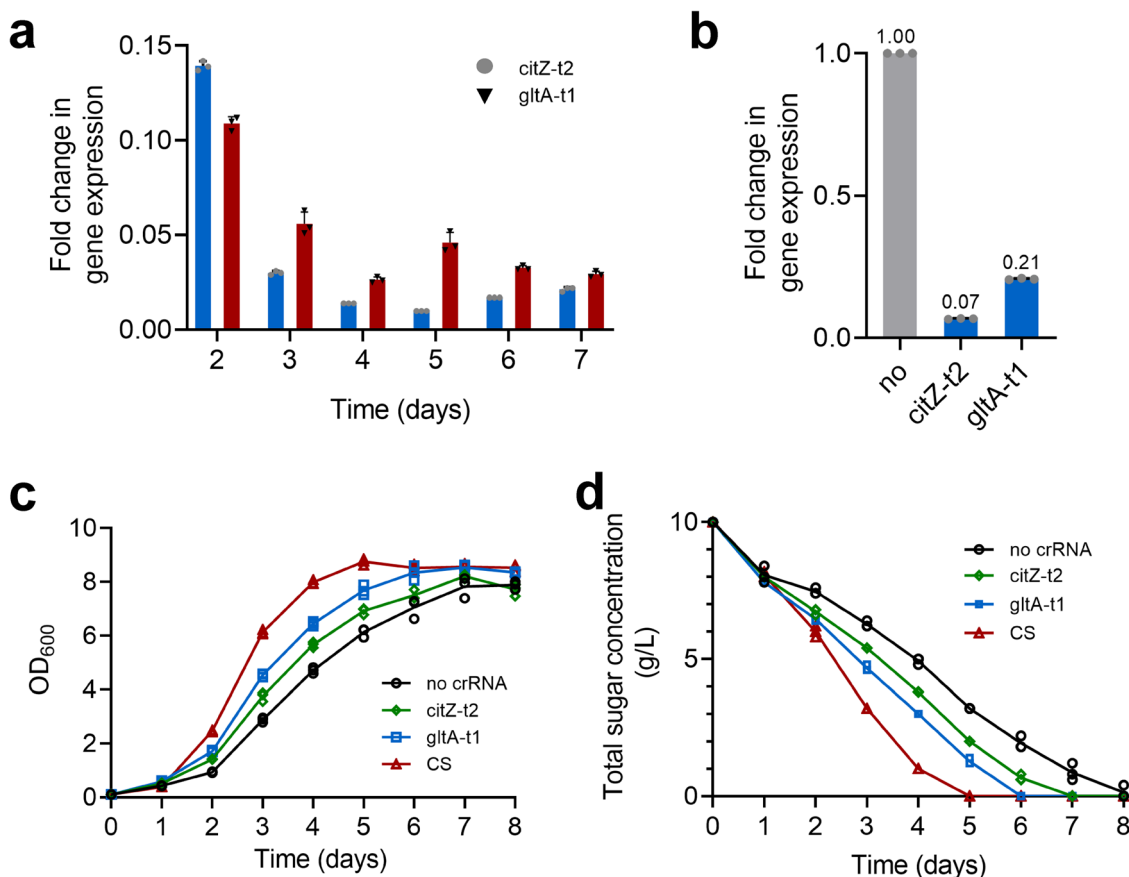 a
Fold change in
gene expression
0.15
0.10
0.05
0.00
2 3 4 5 6 7
Time (days)
citZ-t2
gltA-t1
b
Fold change in
gene expression
1.0
0.5
0.0
1.00
0.07
0.21
no
citZ-t2
gltA-t1
c
OD600
10
8
6
4
2
0
0 1 2 3 4 5 6 7 8
Time (days)
no crRNA
citZ-t2
gltA-t1
CS
d
Total sugar concentration
(g/L)
10
5
0
0 1 2 3 4 5 6 7 8
Time (days)
no crRNA
citZ-t2
gltA-t1
CS